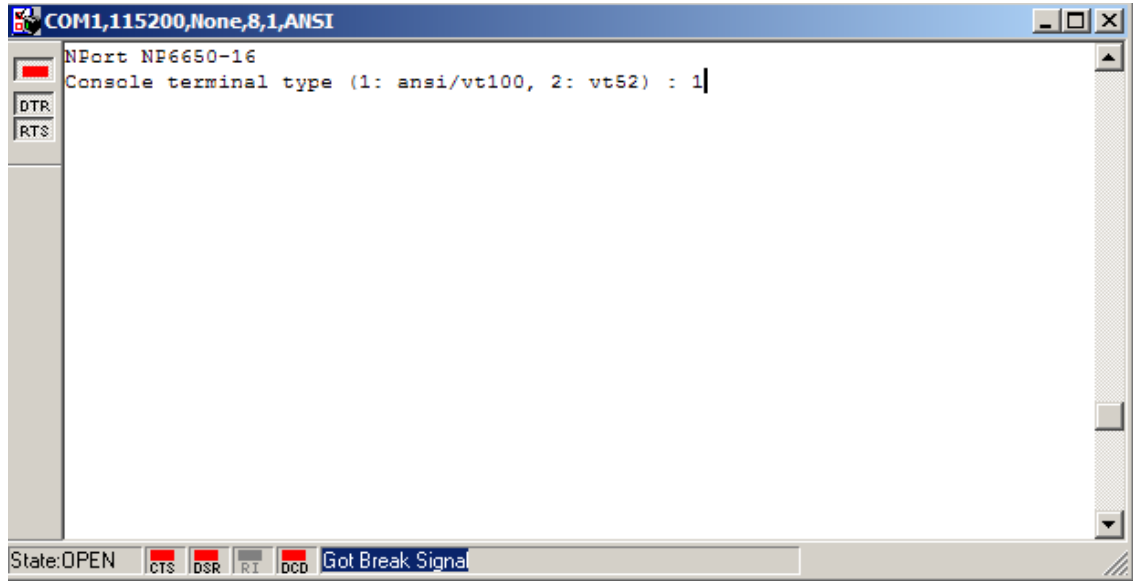 COM1,115200,None,8,1,ANSI
NPort NP6650-16
Console terminal type (1: ansi/vt100, 2: vt52) : 1
DTR
RTS
State:OPEN CTS DSR RI DCD Got Break Signal